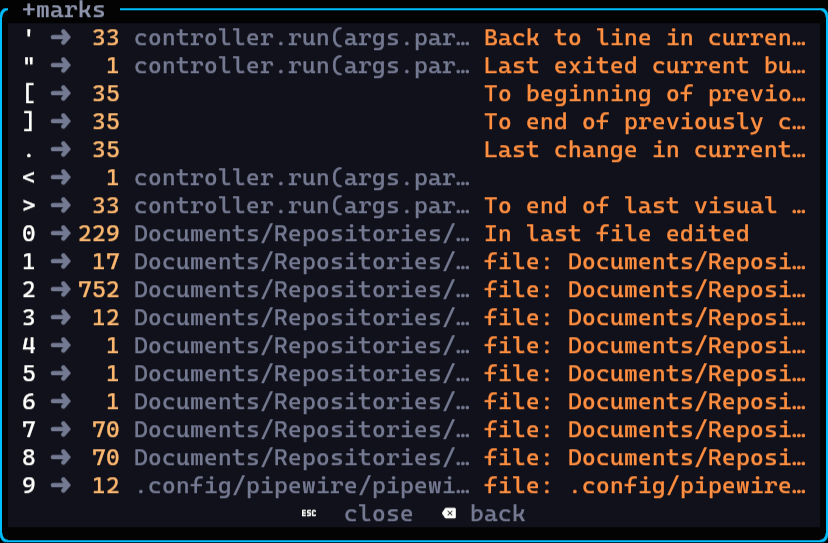 +marks
' ➜ 33 controller.run(args.par… Back to line in curren…
" ➜ 1 controller.run(args.par… Last exited current bu…
[ ➜ 35 To beginning of previo…
] ➜ 35 To end of previously c…
. ➜ 35 Last change in current…
< ➜ 1 controller.run(args.par…
> ➜ 33 controller.run(args.par… To end of last visual …
0 ➜ 229 Documents/Repositories/… In last file edited
1 ➜ 17 Documents/Repositories/… file: Documents/Reposi…
2 ➜ 752 Documents/Repositories/… file: Documents/Reposi…
3 ➜ 12 Documents/Repositories/… file: Documents/Reposi…
4 ➜ 1 Documents/Repositories/… file: Documents/Reposi…
5 ➜ 1 Documents/Repositories/… file: Documents/Reposi…
6 ➜ 1 Documents/Repositories/… file: Documents/Reposi…
7 ➜ 70 Documents/Repositories/… file: Documents/Reposi…
8 ➜ 70 Documents/Repositories/… file: Documents/Reposi…
9 ➜ 12 .config/pipewire/pipewi… file: .config/pipewire…
ESC close ⌫ back